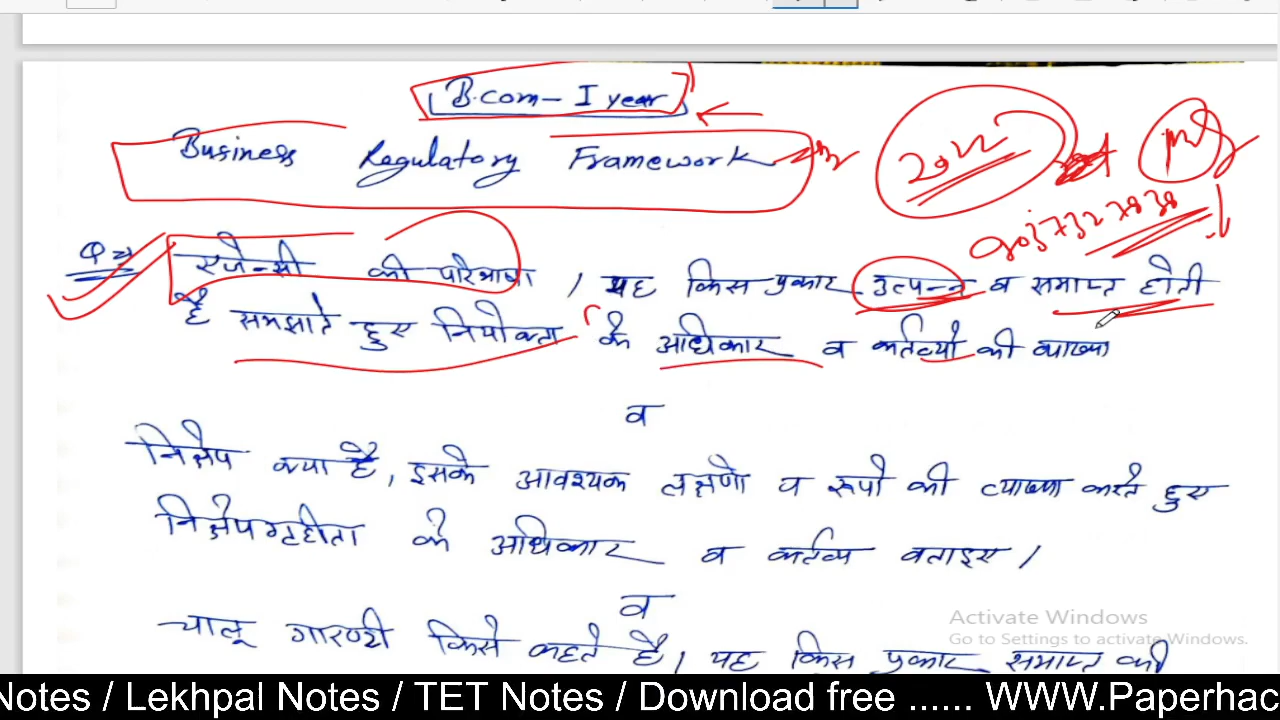 B.com - I year
Business Regulatory Framework
2022
Q ⇒ एजेन्सी की परिभाषा / यह किस प्रकार उत्पन्न व समाप्त होती
है समझाते हुए नियोक्ता के अधिकार व कर्तव्यो की व्याख्या
व
निक्षेप क्या है, इसके आवश्यक लक्षणो व रूपो की व्याख्या करते हुए
निक्षेपग्रहीता के अधिकार व कर्तव्य बताइए /
व
चालू गारण्टी किसे कहते है, यह किस प्रकार समाप्त की
Activate Windows
Go to Settings to activate Windows.
Notes / Lekhpal Notes / TET Notes / Download free ...... WWW.Paperhac